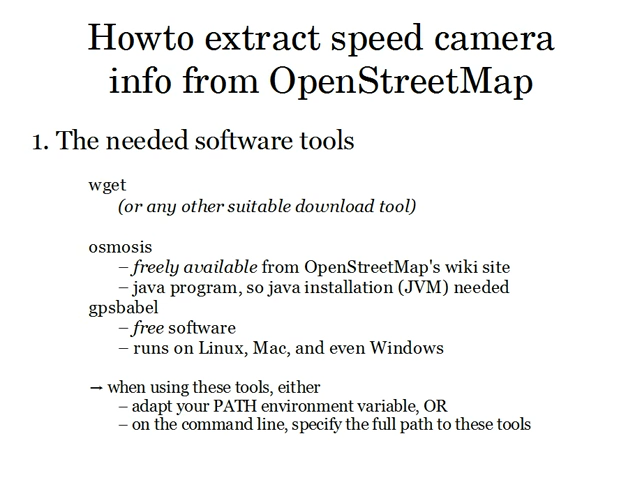 Howto extract speed camera
info from OpenStreetMap
1. The needed software tools
wget
(or any other suitable download tool)
osmosis
– freely available from OpenStreetMap's wiki site
– java program, so java installation (JVM) needed
gpsbabel
– free software
– runs on Linux, Mac, and even Windows
→ when using these tools, either
– adapt your PATH environment variable, OR
– on the command line, specify the full path to these tools